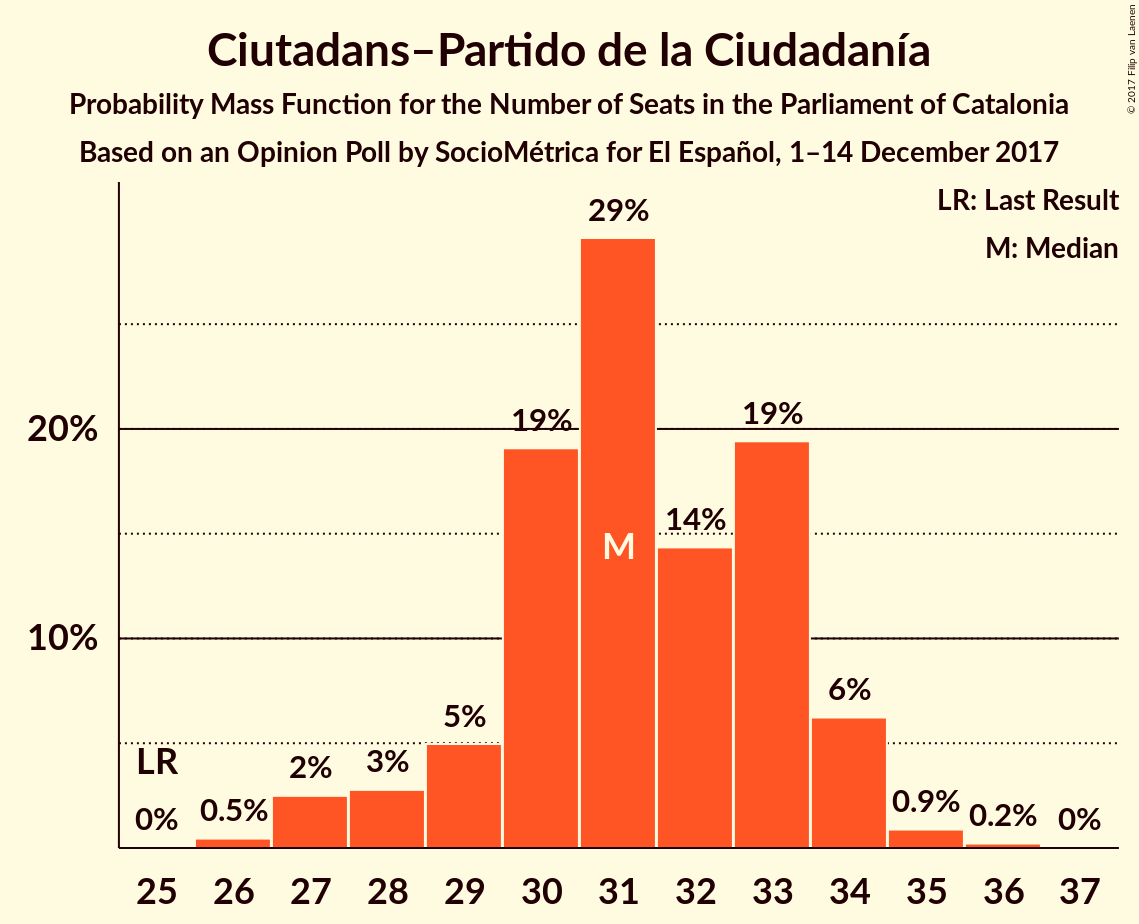 Ciutadans–Partido de la Ciudadanía
Probability Mass Function for the Number of Seats in the Parliament of Catalonia
Based on an Opinion Poll by SocioMétrica for El Español, 1–14 December 2017
© 2017 Filip van Laenen
LR: Last Result
M: Median
20%
10%
LR
0%
0.5%
2%
3%
5%
19%
29%
M
14%
19%
6%
0.9%
0.2%
0%
25 26 27 28 29 30 31 32 33 34 35 36 37